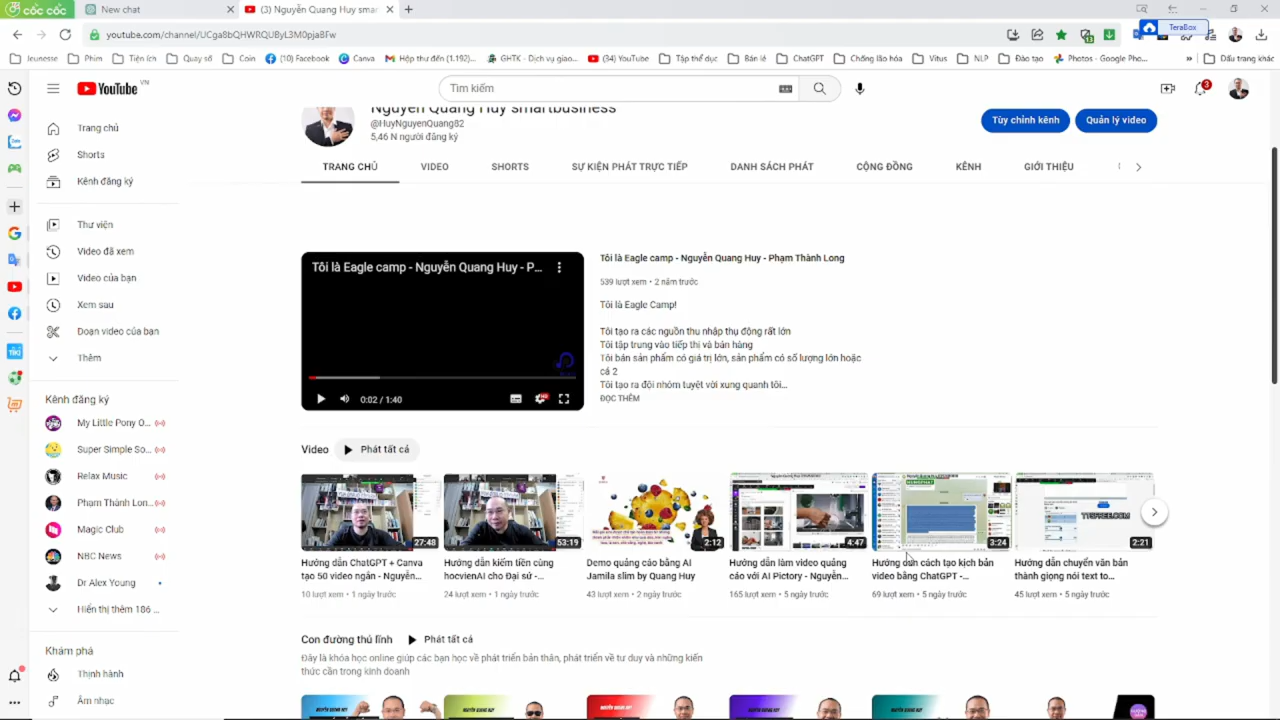 cốc cốc
New chat
(3) Nguyễn Quang Huy smar
TeraBox
youtube.com/channel/UCga8bQHWRQUByL3M0pjaBFw
Jeunesse
Phim
Tiện ích
Quay số
Coin
(10) Facebook
Canva
Hộp thư đến (1.192)...
GHTK - Dịch vụ giao...
(34) YouTube
Tập thể dục
Bán lẻ
ChatGPT
Chống lão hóa
Vitus
NLP
Đào tạo
Photos - Google Pho...
Dấu trang khác
YouTube VN
Tìm kiếm
3
Nguyễn Quang Huy smartbusiness
@HuyNguyenQuang82
5,46 N người đăng ký
Tùy chỉnh kênh
Quản lý video
TRANG CHỦ
VIDEO
SHORTS
SỰ KIỆN PHÁT TRỰC TIẾP
DANH SÁCH PHÁT
CỘNG ĐỒNG
KÊNH
GIỚI THIỆU
Trang chủ
Shorts
Kênh đăng ký
Thư viện
Video đã xem
Video của bạn
Xem sau
Đoạn video của bạn
Thêm
Kênh đăng ký
My Little Pony O...
Super Simple So...
Relax Music
Phạm Thành Lon...
Magic Club
NBC News
Dr Alex Young
Hiển thị thêm 186 ...
Khám phá
Thịnh hành
Âm nhạc
Tôi là Eagle camp - Nguyễn Quang Huy - P...
0:02 / 1:40
Tôi là Eagle camp - Nguyễn Quang Huy - Phạm Thành Long
539 lượt xem • 2 năm trước
Tôi là Eagle Camp!
Tôi tạo ra các nguồn thu nhập thụ động rất lớn
Tôi tập trung vào tiếp thị và bán hàng
Tôi bán sản phẩm có giá trị lớn, sản phẩm có số lượng lớn hoặc
cả 2
Tôi tạo ra đội nhóm tuyệt vời xung quanh tôi...
ĐỌC THÊM
Video
Phát tất cả
27:48
53:19
2:12
4:47
3:24
2:21
Hướng dẫn ChatGPT + Canva
tạo 50 video ngắn - Nguyễn...
10 lượt xem • 1 ngày trước
Hướng dẫn kiếm tiền cùng
hocvienAI cho Đại sứ -...
24 lượt xem • 1 ngày trước
Demo quảng cáo bằng AI
Jamila slim by Quang Huy
43 lượt xem • 2 ngày trước
Hướng dẫn làm video quảng
cáo với AI Pictory - Nguyễn...
165 lượt xem • 5 ngày trước
Hướng dẫn cách tạo kịch bản
video bằng ChatGPT -...
69 lượt xem • 5 ngày trước
Hướng dẫn chuyển văn bản
thành giọng nói text to...
45 lượt xem • 5 ngày trước
Con đường thủ lĩnh
Phát tất cả
Đây là khóa học online giúp các bạn học về phát triển bản thân, phát triển về tư duy và những kiến
thức cần trong kinh doanh